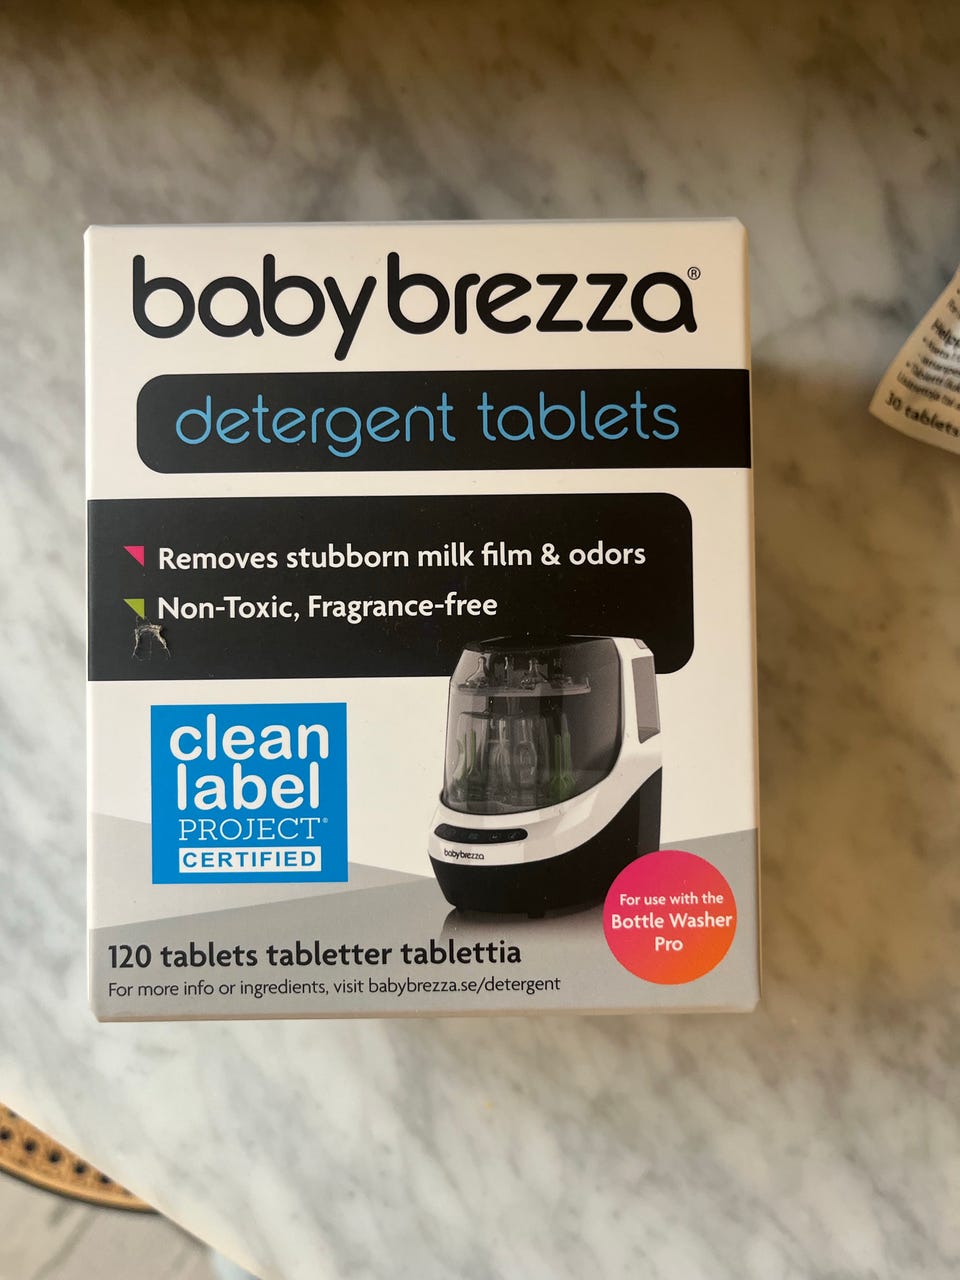 babybrezza®
detergent tablets
Removes stubborn milk film & odors
Non-Toxic, Fragrance-free
clean
label
PROJECT®
CERTIFIED
babybrezza
For use with the
Bottle Washer
Pro
120 tablets tabletter tablettia
For more info or ingredients, visit babybrezza.se/detergent
30 tablets